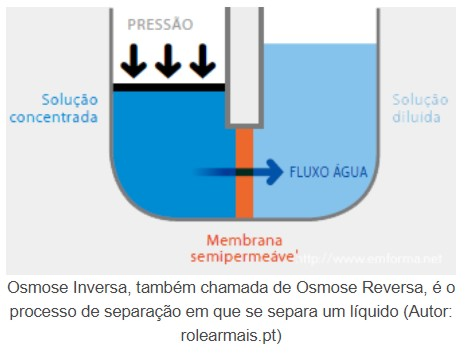 PRESSÃO
Solução
concentrada
Solução
diluída
FLUXO ÁGUA
Membrana
semipermeáve'
http://www.emforma.net
Osmose Inversa, também chamada de Osmose Reversa, é o
processo de separação em que se separa um líquido (Autor:
rolearmais.pt)